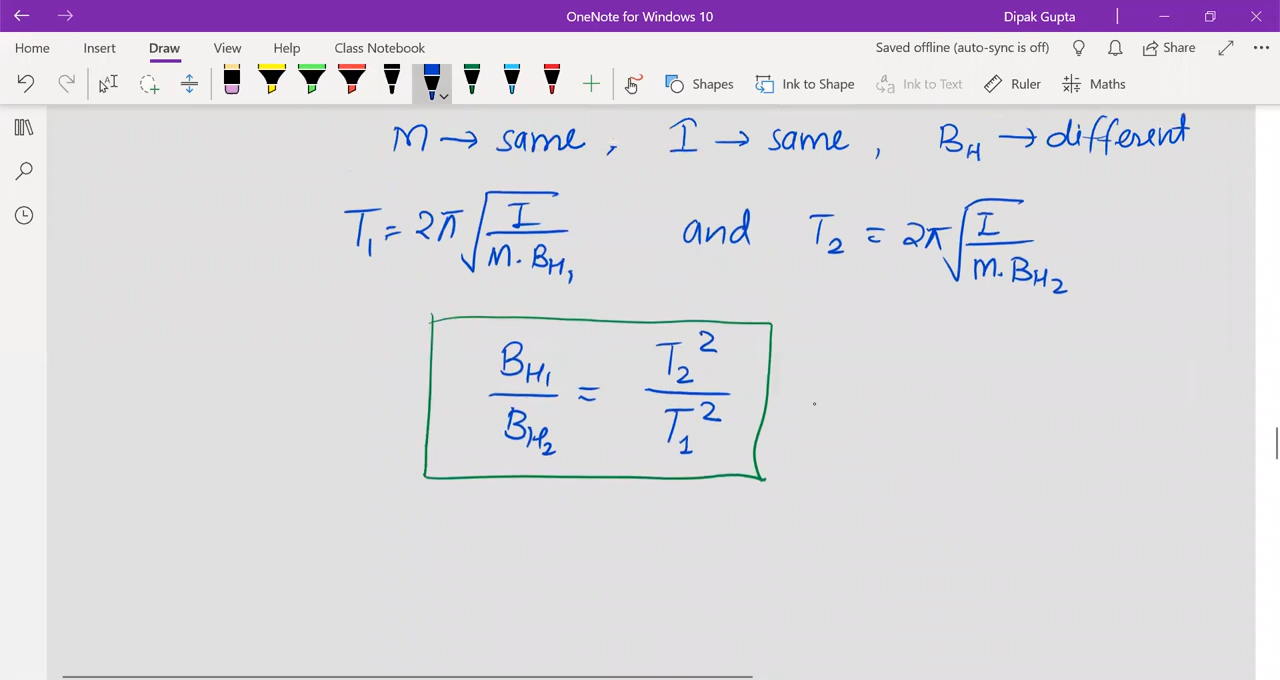 OneNote for Windows 10
Dipak Gupta
Home Insert Draw View Help Class Notebook
Saved offline (auto-sync is off) Share
Shapes Ink to Shape Ink to Text Ruler Maths
M → same, I → same, B_H → different
T_1 = 2π √(I / M. B_H1) and T_2 = 2π √(I / M. B_H2)
B_H1 / B_H2 = T_2^2 / T_1^2